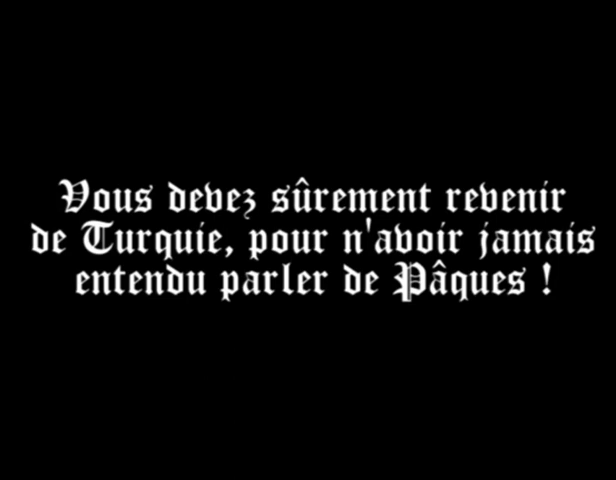 Vous devez sûrement revenir
de Turquie, pour n'avoir jamais
entendu parler de Pâques !